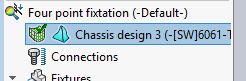 Four point fixtation (-Default-)
Chassis design 3 (-[SW]6061-T
Connections
Fixtures